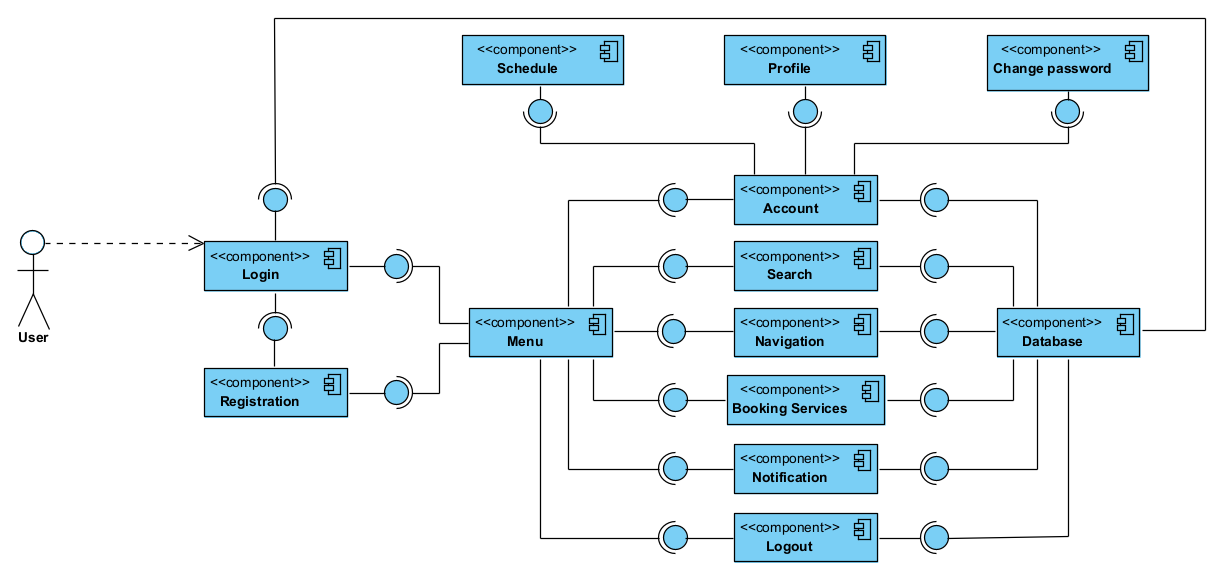 <<component>>
Schedule
<<component>>
Profile
<<component>>
Change password
<<component>>
Account
<<component>>
Login
<<component>>
Search
User
<<component>>
Menu
<<component>>
Navigation
<<component>>
Database
<<component>>
Registration
<<component>>
Booking Services
<<component>>
Notification
<<component>>
Logout